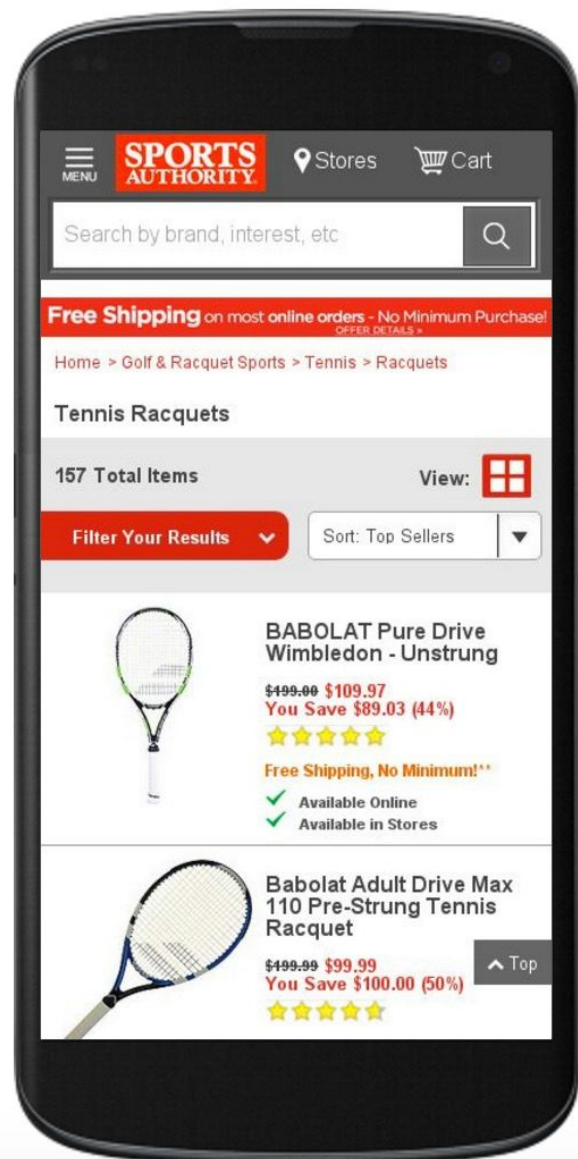 MENU
SPORTS
AUTHORITY.
Stores
Cart
Search by brand, interest, etc
Free Shipping on most online orders - No Minimum Purchase!
OFFER DETAILS »
Home > Golf & Racquet Sports > Tennis > Racquets
Tennis Racquets
157 Total Items
View:
Filter Your Results
Sort: Top Sellers
BABOLAT Pure Drive
Wimbledon - Unstrung
$199.00 $109.97
You Save $89.03 (44%)
Free Shipping, No Minimum!**
Available Online
Available in Stores
Babolat Adult Drive Max
110 Pre-Strung Tennis
Racquet
$199.99 $99.99
You Save $100.00 (50%)
Top